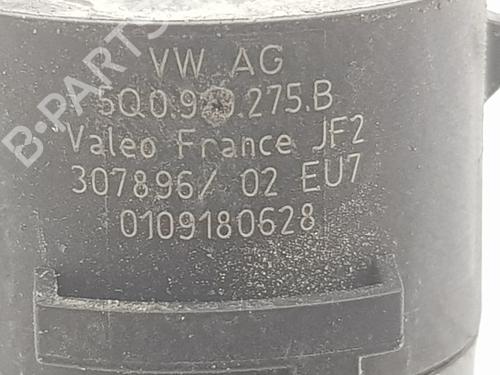 VW AG
Valeo France JF2
307896/ 02 EU7
0109180628
B-PARTS